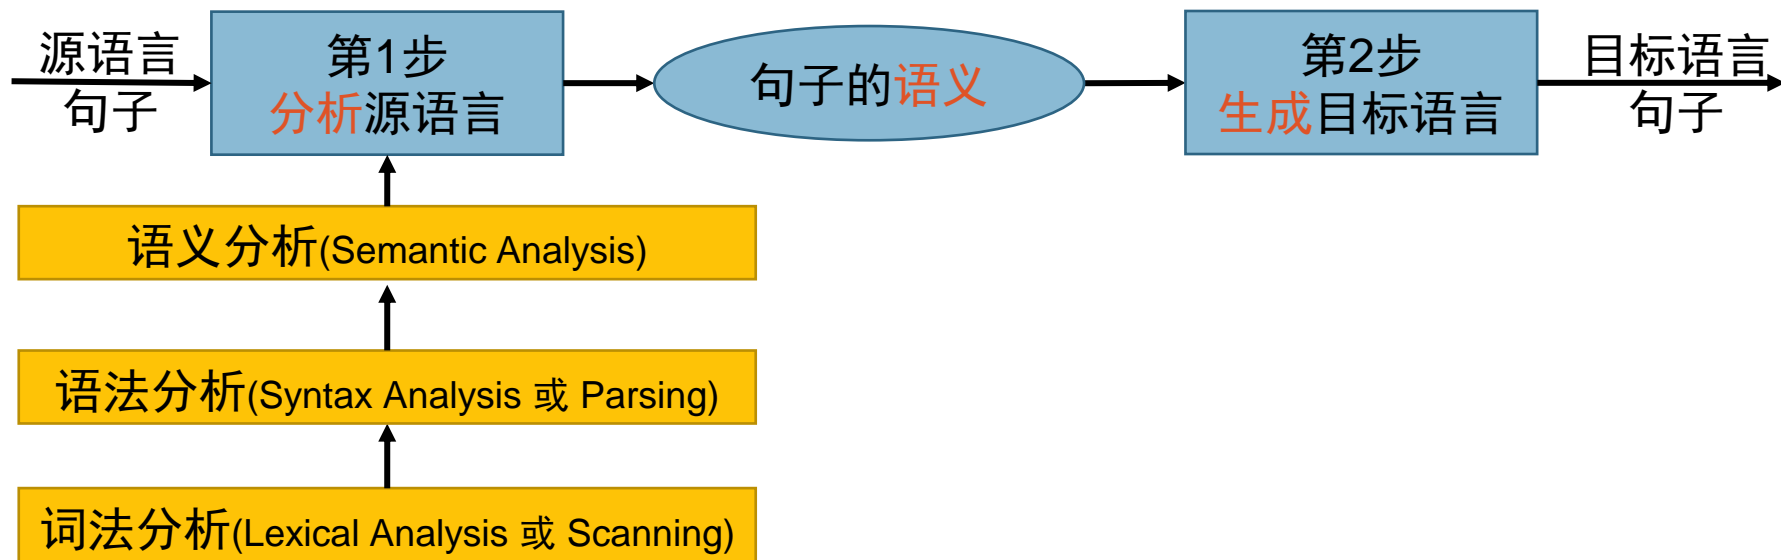 源语言
句子
第1步
分析源语言
句子的语义
第2步
生成目标语言
目标语言
句子
语义分析(Semantic Analysis)
语法分析(Syntax Analysis 或 Parsing)
词法分析(Lexical Analysis 或 Scanning)